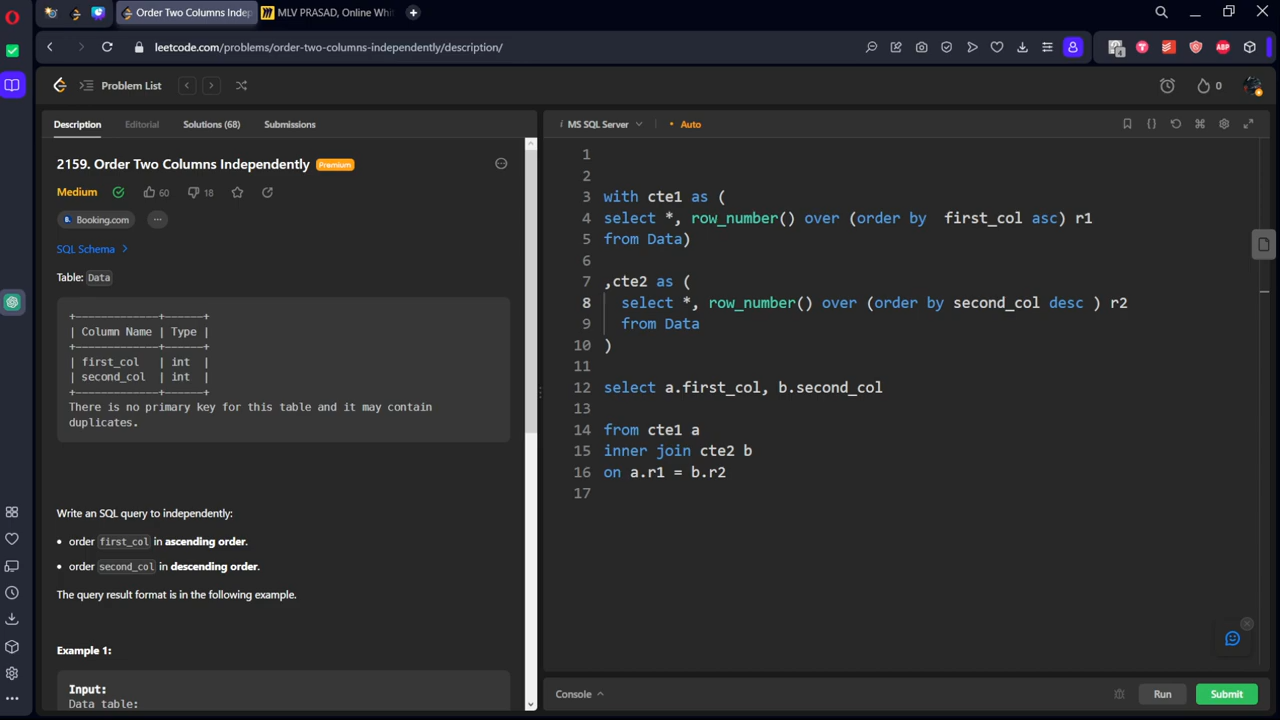 Order Two Columns Indep
MLV PRASAD, Online Whit
leetcode.com/problems/order-two-columns-independently/description/
4
ABP
Problem List
0
Description
Editorial
Solutions (68)
Submissions
i MS SQL Server
• Auto
2159. Order Two Columns Independently
Premium
Medium
60
18
Booking.com
SQL Schema
Table: Data
+-------------+------+
| Column Name | Type |
+-------------+------+
| first_col | int |
| second_col | int |
+-------------+------+
There is no primary key for this table and it may contain
duplicates.
Write an SQL query to independently:
• order first_col in ascending order.
• order second_col in descending order.
The query result format is in the following example.
Example 1:
Input:
Data table:
1
2
3 with cte1 as (
4 select *, row_number() over (order by first_col asc) r1
5 from Data)
6
7 ,cte2 as (
8 select *, row_number() over (order by second_col desc ) r2
9 from Data
10 )
11
12 select a.first_col, b.second_col
13
14 from cte1 a
15 inner join cte2 b
16 on a.r1 = b.r2
17
Console
Run
Submit